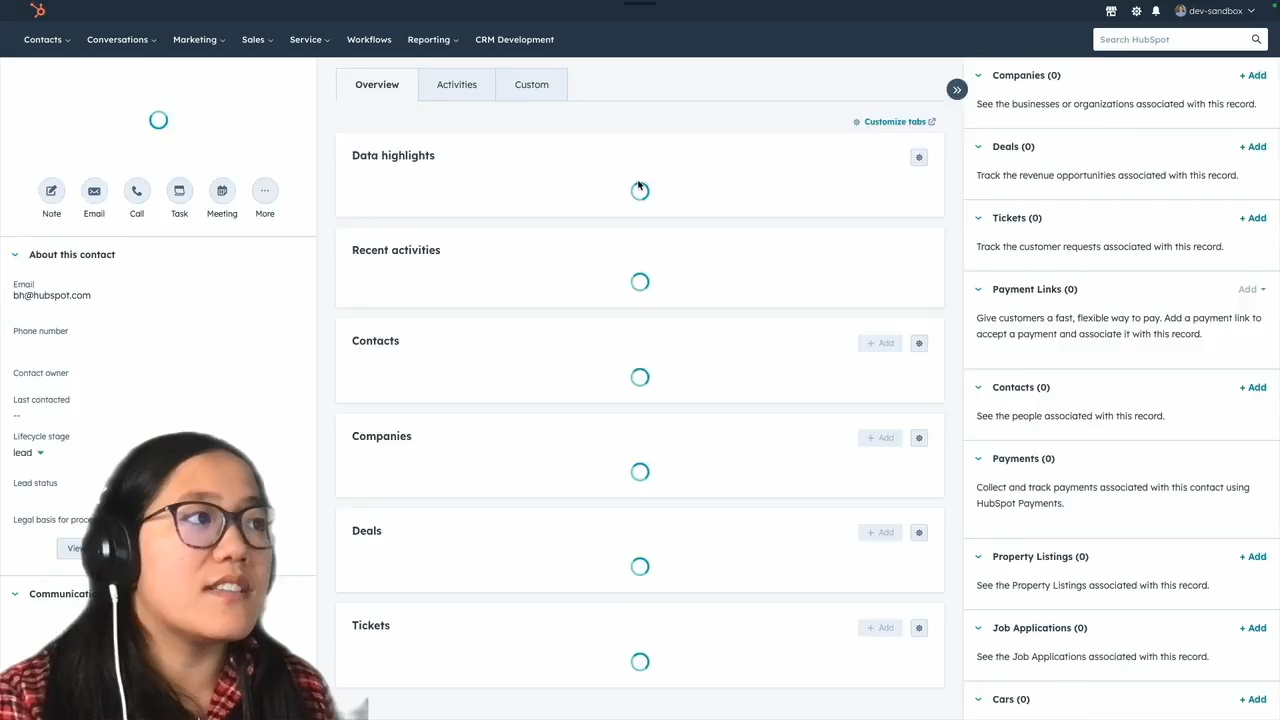 dev-sandbox
Contacts
Conversations
Marketing
Sales
Service
Workflows
Reporting
CRM Development
Search HubSpot
Note
Email
Call
Task
Meeting
More
About this contact
Email
bh@hubspot.com
Phone number
Contact owner
Last contacted
--
Lifecycle stage
lead
Lead status
Legal basis for
Overview
Activities
Custom
Customize tabs
Data highlights
Recent activities
Contacts
+ Add
Companies
+ Add
Deals
+ Add
Tickets
+ Add
Companies (0)
+ Add
See the businesses or organizations associated with this record.
Deals (0)
+ Add
Track the revenue opportunities associated with this record.
Tickets (0)
+ Add
Track the customer requests associated with this record.
Payment Links (0)
Add
Give customers a fast, flexible way to pay. Add a payment link to
accept a payment and associate it with this record.
Contacts (0)
+ Add
See the people associated with this record.
Payments (0)
Collect and track payments associated with this contact using
HubSpot Payments.
Property Listings (0)
+ Add
See the Property Listings associated with this record.
Job Applications (0)
+ Add
See the Job Applications associated with this record.
Cars (0)
+ Add